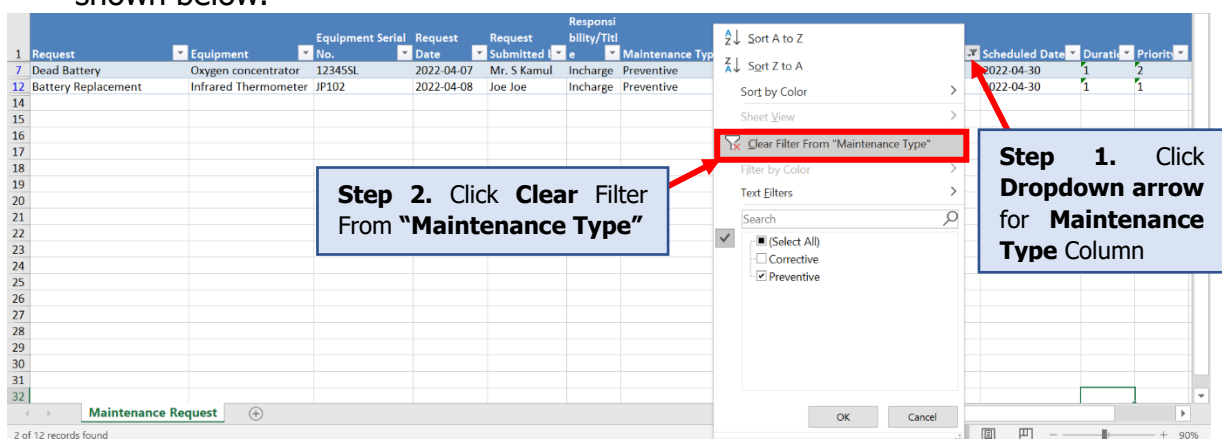 shown below.
Responsi
Equipment Serial Request Request bility/Titl
1 Request Equipment No. Date Submitted e Maintenance Typ Scheduled Date Duratio Priority
7 Dead Battery Oxygen concentrator 12345SL 2022-04-07 Mr. S Kamul Incharge Preventive 2022-04-30 1 2
12 Battery Replacement Infrared Thermometer JP102 2022-04-08 Joe Joe Incharge Preventive 2022-04-30 1 1
14
15
16
17
18
19
20
21
22
23
24
25
26
27
28
29
30
31
32
Sort A to Z
Sort Z to A
Sort by Color
Sheet View
Clear Filter From "Maintenance Type"
Filter by Color
Text Filters
Search
(Select All)
Corrective
Preventive
OK Cancel
Step 2. Click Clear Filter
From “Maintenance Type”
Step 1. Click
Dropdown arrow
for Maintenance
Type Column
Maintenance Request
2 of 12 records found
90%